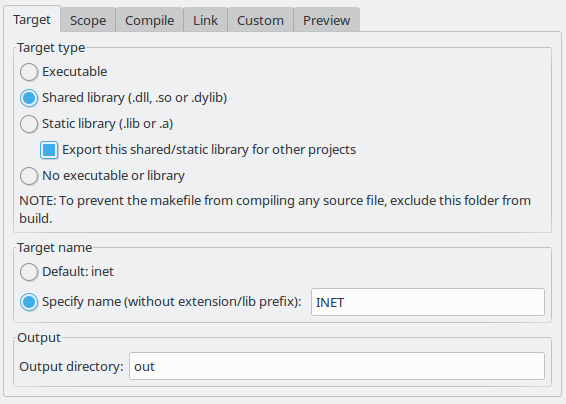 Target Scope Compile Link Custom Preview
Target type
Executable
Shared library (.dll, .so or .dylib)
Static library (.lib or .a)
Export this shared/static library for other projects
No executable or library
NOTE: To prevent the makefile from compiling any source file, exclude this folder from
build.
Target name
Default: inet
Specify name (without extension/lib prefix): INET
Output
Output directory: out